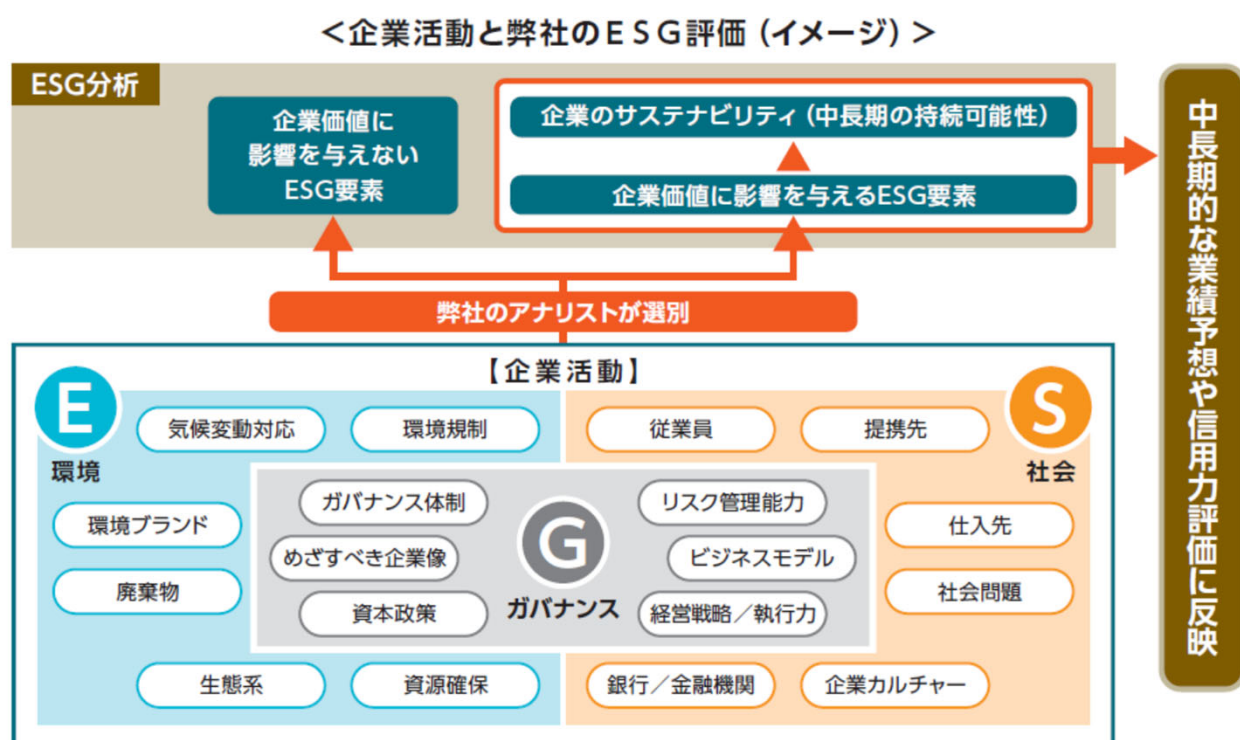 ＜企業活動と弊社のESG評価（イメージ）＞
ESG分析
企業価値に
影響を与えない
ESG要素
企業のサステナビリティ（中長期の持続可能性）
企業価値に影響を与えるESG要素
中長期的な業績予想や信用力評価に反映
弊社のアナリストが選別
【企業活動】
E
環境
S
社会
気候変動対応
環境規制
従業員
提携先
環境ブランド
廃棄物
ガバナンス体制
めざすべき企業像
資本政策
G
ガバナンス
リスク管理能力
ビジネスモデル
経営戦略／執行力
仕入先
社会問題
生態系
資源確保
銀行／金融機関
企業カルチャー